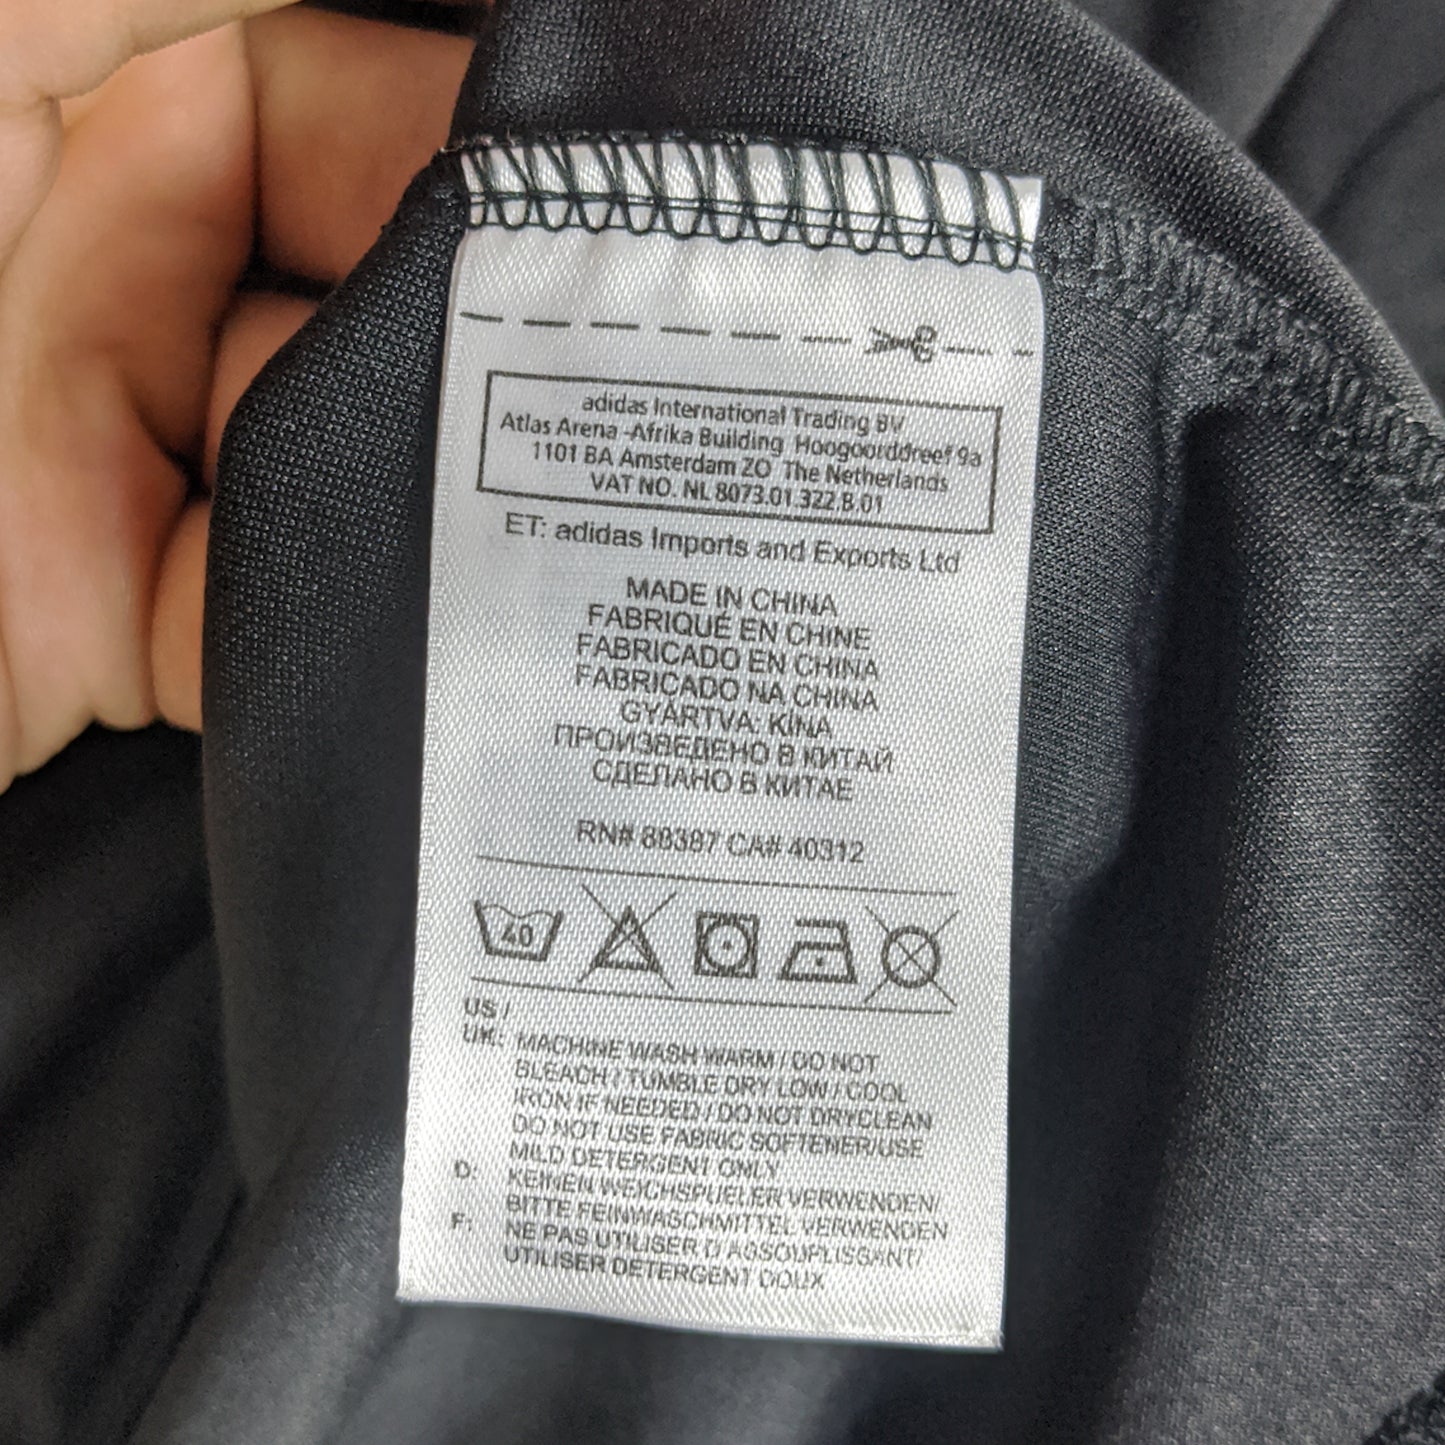 adidas International Trading BV
Atlas Arena -Afrika Building Hoogoorddreef 9a
1101 BA Amsterdam ZO The Netherlands
VAT NO. NL 8073.01.322.B.01
ET: adidas Imports and Exports Ltd
MADE IN CHINA
FABRIQUÉ EN CHINE
FABRICADO EN CHINA
FABRICADO NA CHINA
GYÁRTVA: KÍNA
ПРОИЗВЕДЕНО В КИТАЙ
СДЕЛАНО В КИТАЕ
RN# 88387 CA# 40312
40
US /
UK: MACHINE WASH WARM / DO NOT
BLEACH / TUMBLE DRY LOW / COOL
IRON IF NEEDED / DO NOT DRYCLEAN
DO NOT USE FABRIC SOFTENER/USE
MILD DETERGENT ONLY
D: KEINEN WEICHSPUELER VERWENDEN/
BITTE FEINWASCHMITTEL VERWENDEN
F: NE PAS UTILISER D'ASSOUPLISSANT/
UTILISER DETERGENT DOUX